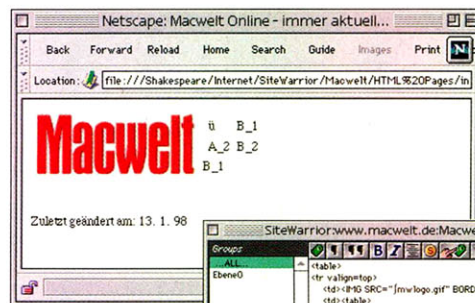 Netscape: Macwelt Online - immer aktuell...
Back Forward Reload Home Search Guide Images Print N
Location: file:///Shakespeare/Internet/SiteWarrior/Macwelt/HTML%20Pages/in
Macwelt
ü B_1
A_2 B_2
B_1
Zuletzt geändert am: 13. 1. 98
SiteWarrior:www.macwelt.de:Macwe
Groups
...ALL...
Ebene0
B I
<table>
<tr valign=top>
<td><IMG SRC="∫mwlogo.gif" BORD
<td><table>